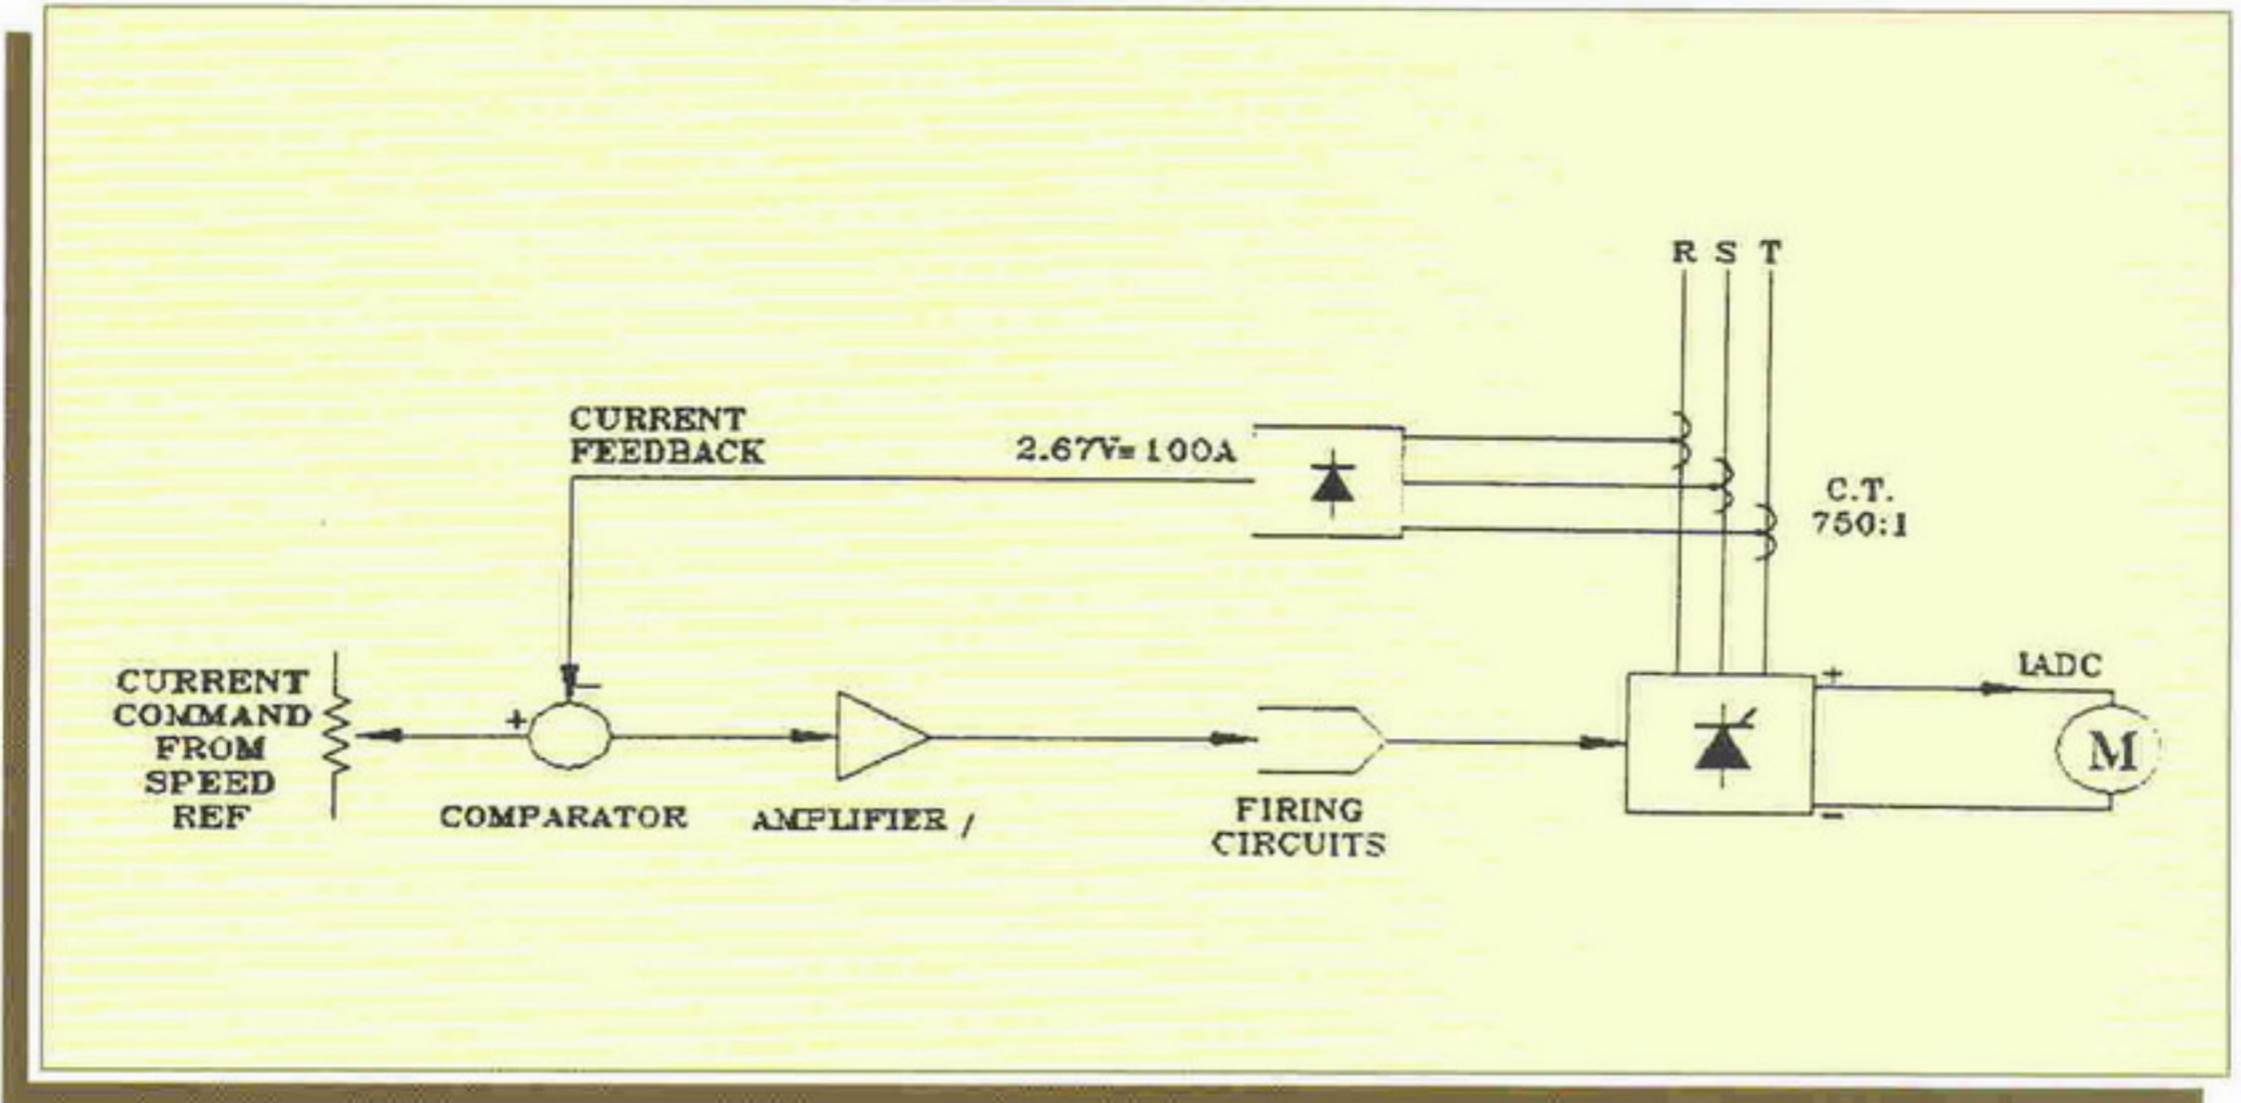 R S T
CURRENT
FEEDBACK
2.67V=100A
C.T.
750:1
CURRENT
COMMAND
FROM
SPEED
REF
+
−
COMPARATOR
AMPLIFIER /
FIRING
CIRCUITS
+
IADC
M
−